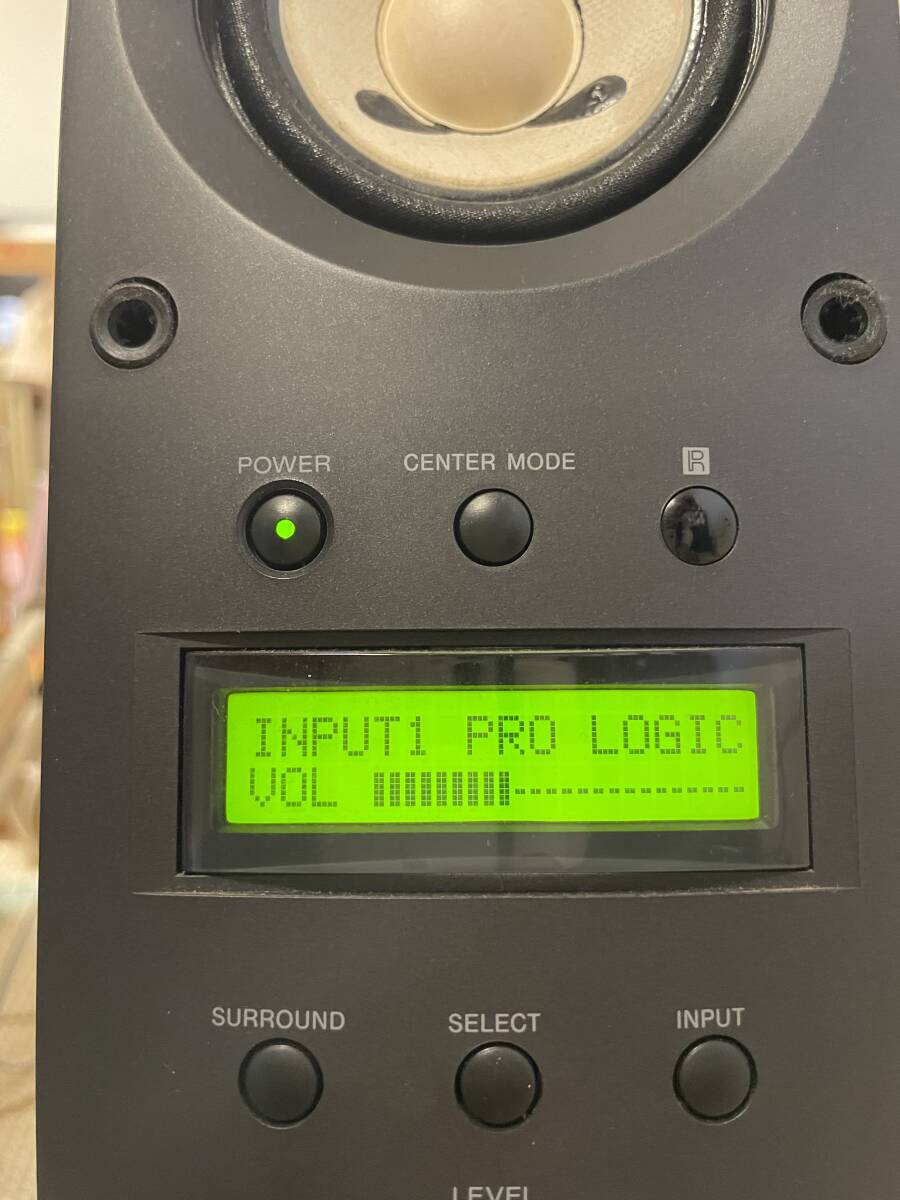 POWER CENTER MODE R
INPUT1 PRO LOGIC
VOL
SURROUND SELECT INPUT
LEVEL